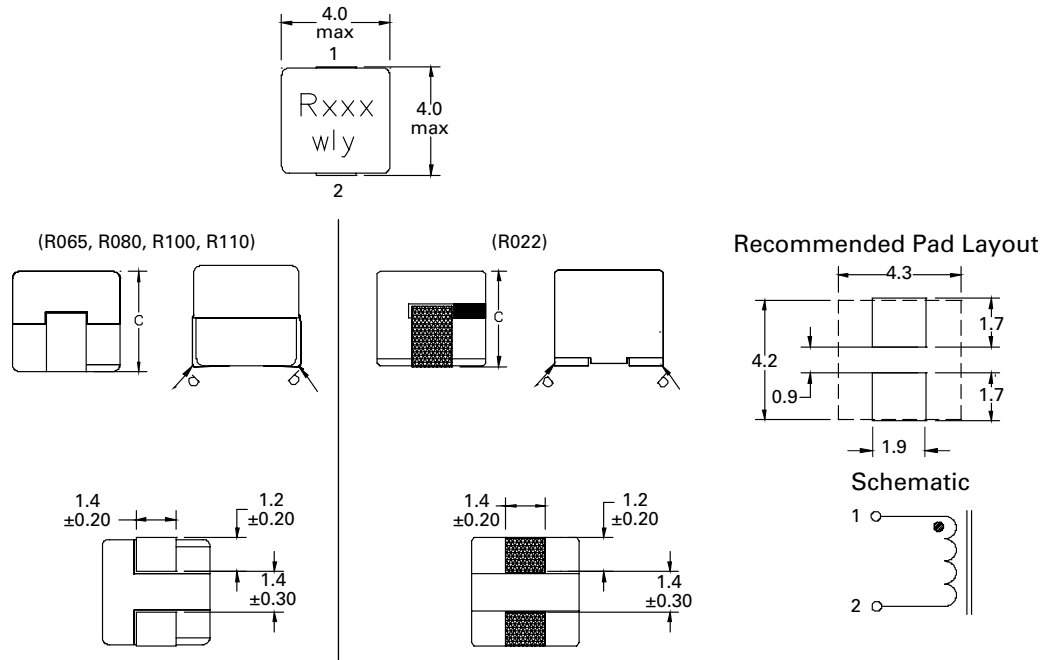 4.0
max
1
Rxxx
wly
4.0
max
2
(R065, R080, R100, R110)
C
a
a
1.4
±0.20
1.2
±0.20
1.4
±0.30
(R022)
C
a
a
1.4
±0.20
1.2
±0.20
1.4
±0.30
Recommended Pad Layout
4.3
1.7
4.2
0.9
1.7
1.9
Schematic
1
2